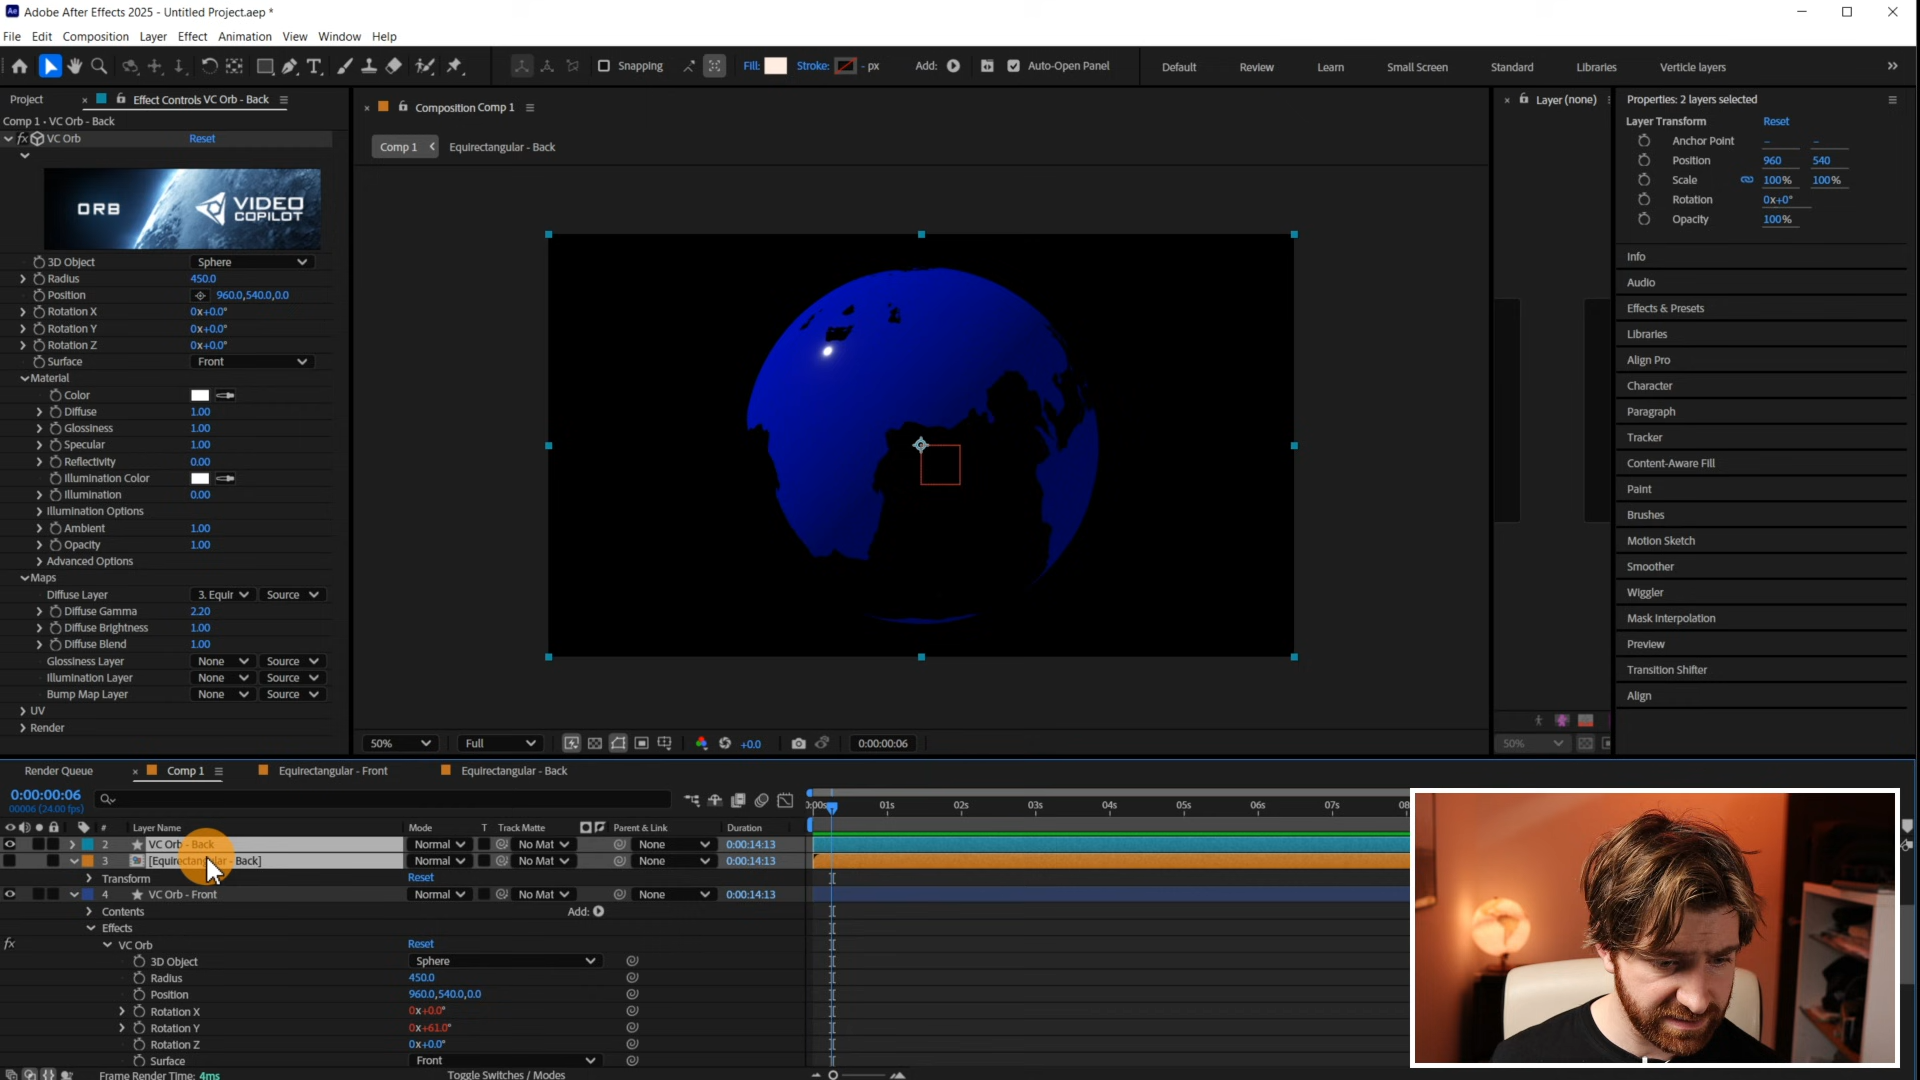 Adobe After Effects 2025 - Untitled Project.aep *
File Edit Composition Layer Effect Animation View Window Help
Snapping Fill: Stroke: - px Add: Auto-Open Panel Default Review Learn Small Screen Standard Libraries Verticle layers
Project Effect Controls VC Orb - Back
Comp 1 • VC Orb - Back
fx VC Orb Reset
ORB VIDEO COPILOT
3D Object Sphere
Radius 450.0
Position 960.0,540.0,0.0
Rotation X 0x+0.0°
Rotation Y 0x+0.0°
Rotation Z 0x+0.0°
Surface Front
Material
Color
Diffuse 1.00
Glossiness 1.00
Specular 1.00
Reflectivity 0.00
Illumination Color
Illumination 0.00
Illumination Options
Ambient 1.00
Opacity 1.00
Advanced Options
Maps
Diffuse Layer 3. Equir Source
Diffuse Gamma 2.20
Diffuse Brightness 1.00
Diffuse Blend 1.00
Glossiness Layer None Source
Illumination Layer None Source
Bump Map Layer None Source
UV
Render
Composition Comp 1
Comp 1 Equirectangular - Back
50% Full +0.0 0:00:00:06
Layer (none)
50%
Properties: 2 layers selected
Layer Transform Reset
Anchor Point - -
Position 960 540
Scale 100% 100%
Rotation 0x+0°
Opacity 100%
Info
Audio
Effects & Presets
Libraries
Align Pro
Character
Paragraph
Tracker
Content-Aware Fill
Paint
Brushes
Motion Sketch
Smoother
Wiggler
Mask Interpolation
Preview
Transition Shifter
Align
Render Queue Comp 1 Equirectangular - Front Equirectangular - Back
0:00:00:06
00006 (24.00 fps)
:00s 01s 02s 03s 04s 05s 06s 07s 08
# Layer Name Mode T Track Matte Parent & Link Duration
2 VC Orb - Back Normal No Mat None 0:00:14:13
3 [Equirectangular - Back] Normal No Mat None 0:00:14:13
Transform Reset
4 VC Orb - Front Normal No Mat None 0:00:14:13
Contents Add:
Effects
fx VC Orb Reset
3D Object Sphere
Radius 450.0
Position 960.0,540.0,0.0
Rotation X 0x+0.0°
Rotation Y 0x+61.0°
Rotation Z 0x+0.0°
Surface Front
Frame Render Time: 4ms Toggle Switches / Modes